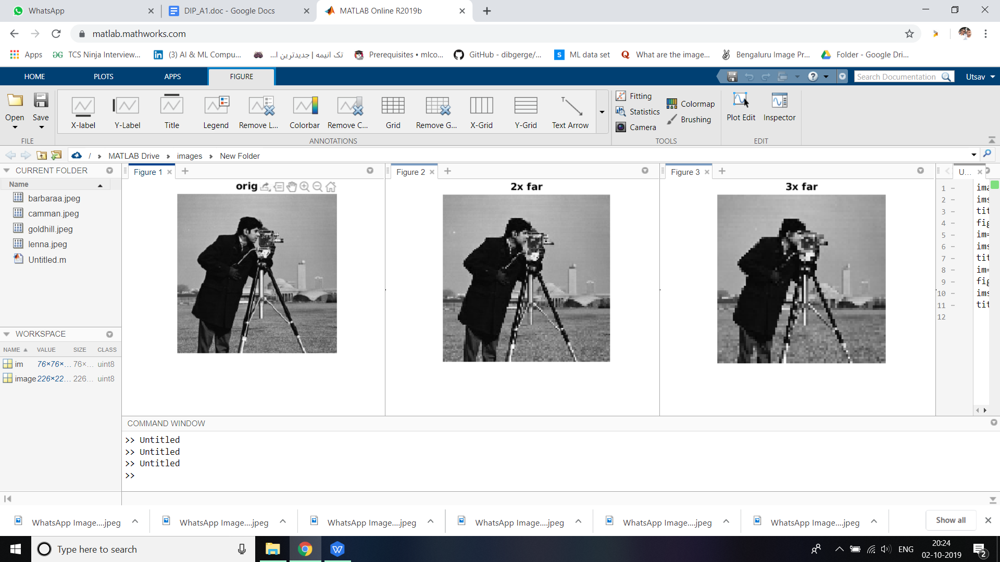 WhatsApp
DIP_A1.doc - Google Docs
MATLAB Online R2019b
matlab.mathworks.com
Apps
TCS Ninja Interview...
(3) AI & ML Compu...
تک انیمه | جدیدترین ا...
Prerequisites • mlco...
GitHub - dibgerge/...
ML data set
What are the image...
Bengaluru Image Pr...
Folder - Google Dri...
HOME
PLOTS
APPS
FIGURE
Search Documentation
Utsav
Open
Save
FILE
X-label
Y-Label
Title
Legend
Remove L...
Colorbar
Remove C...
Grid
Remove G...
X-Grid
Y-Grid
Text Arrow
ANNOTATIONS
Fitting
Statistics
Camera
Colormap
Brushing
TOOLS
Plot Edit
Inspector
EDIT
/
MATLAB Drive
images
New Folder
CURRENT FOLDER
Name
barbaraa.jpeg
camman.jpeg
goldhill.jpeg
lenna.jpeg
Untitled.m
WORKSPACE
NAME VALUE SIZE CLASS
im 76×76×... 76×... uint8
image 226×22... 226... uint8
Figure 1
orig
Figure 2
2x far
Figure 3
3x far
U...
1 ima
2 ims
3 tit
4 fig
5 im=
6 ims
7 tit
8 im=
9 fig
10 ims
11 tit
12
COMMAND WINDOW
>> Untitled
>> Untitled
>> Untitled
>>
WhatsApp Image....jpeg
WhatsApp Image....jpeg
WhatsApp Image....jpeg
WhatsApp Image....jpeg
WhatsApp Image....jpeg
WhatsApp Image....jpeg
Show all
Type here to search
ENG
20:24
02-10-2019
2